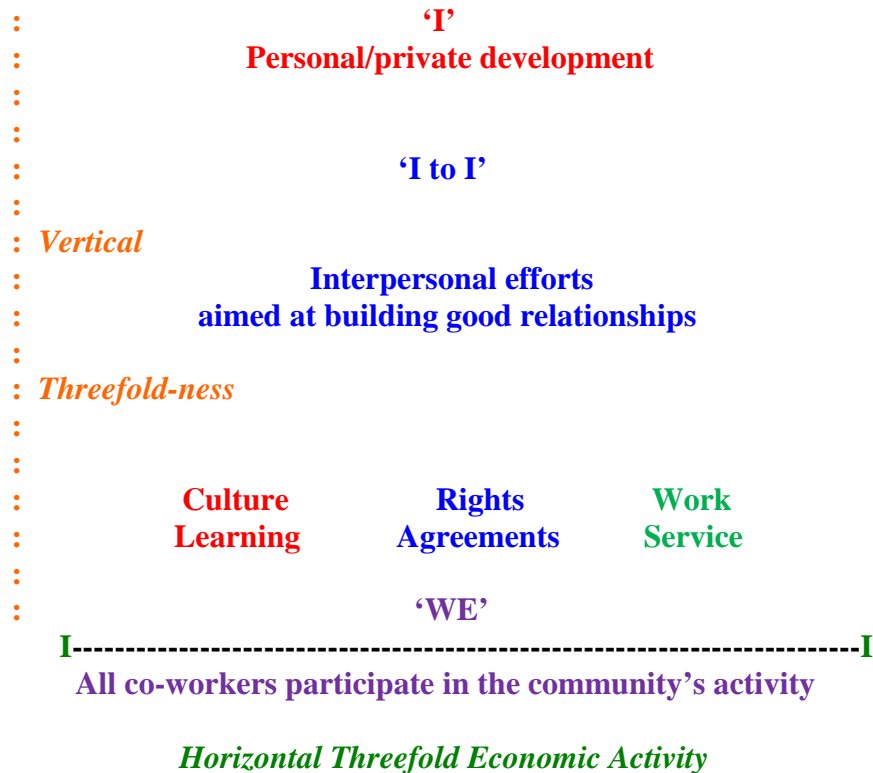 : ‘I’
: Personal/private development
:
:
: ‘I to I’
:
: Vertical
: Interpersonal efforts
: aimed at building good relationships
:
: Threefold-ness
:
:
: Culture Rights Work
: Learning Agreements Service
:
: ‘WE’
I--------------------------------------------------------------------------I
All co-workers participate in the community’s activity
Horizontal Threefold Economic Activity